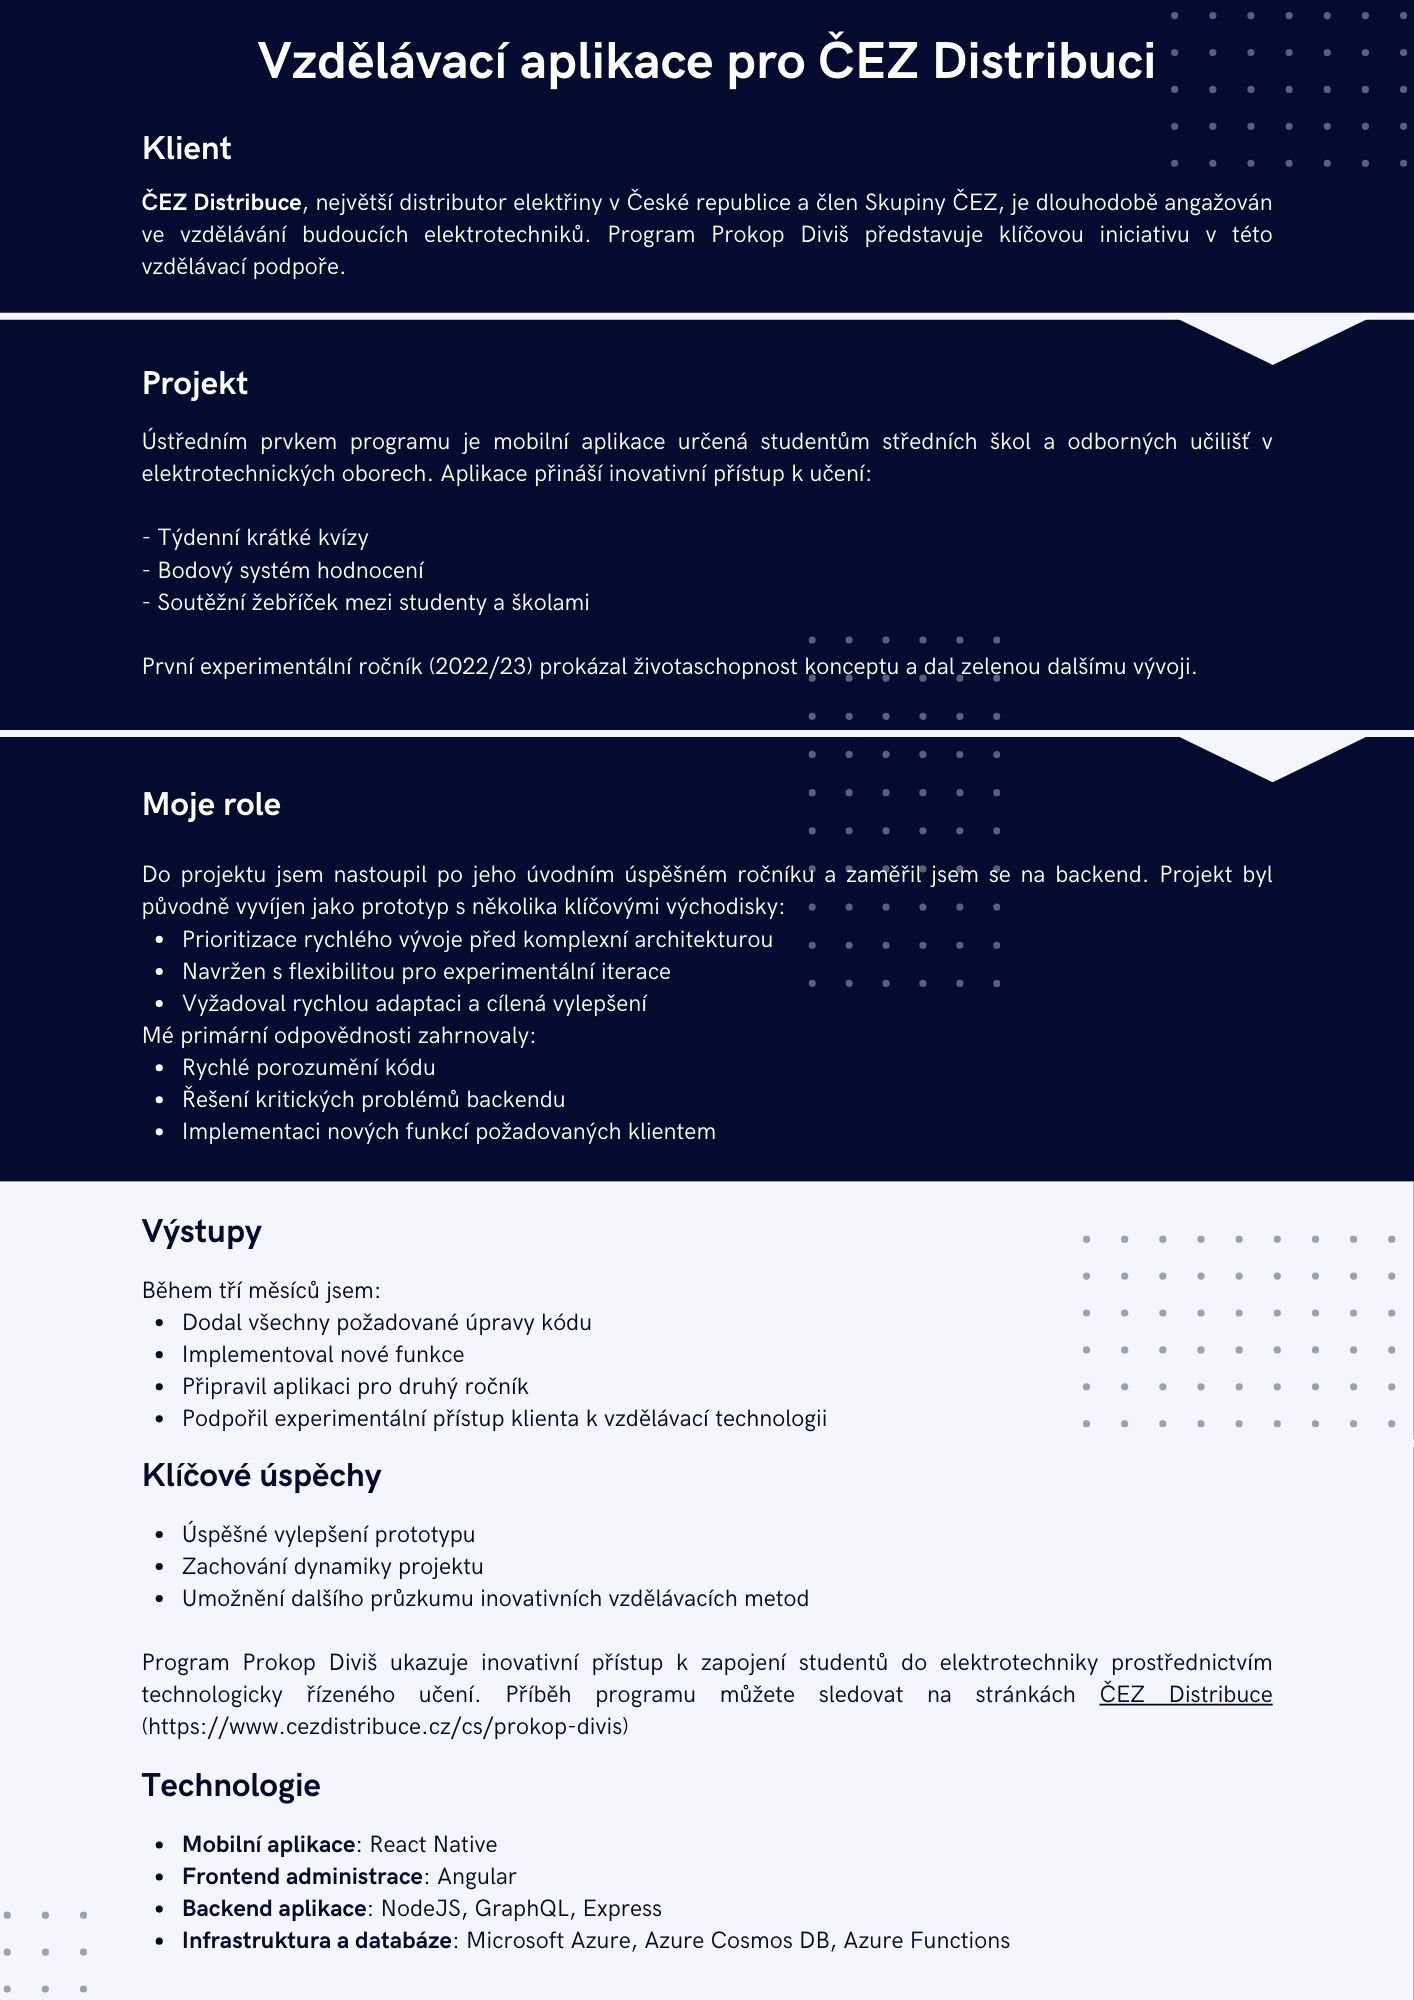 Vzdělávací aplikace pro ČEZ Distribuci
Klient
ČEZ Distribuce, největší distributor elektřiny v České republice a člen Skupiny ČEZ, je dlouhodobě angažován
ve vzdělávání budoucích elektrotechniků. Program Prokop Diviš představuje klíčovou iniciativu v této
vzdělávací podpoře.
Projekt
Ústředním prvkem programu je mobilní aplikace určená studentům středních škol a odborných učilišť v
elektrotechnických oborech. Aplikace přináší inovativní přístup k učení:
- Týdenní krátké kvízy
- Bodový systém hodnocení
- Soutěžní žebříček mezi studenty a školami
První experimentální ročník (2022/23) prokázal životaschopnost konceptu a dal zelenou dalšímu vývoji.
Moje role
Do projektu jsem nastoupil po jeho úvodním úspěšném ročníku a zaměřil jsem se na backend. Projekt byl
původně vyvíjen jako prototyp s několika klíčovými východisky:
• Prioritizace rychlého vývoje před komplexní architekturou
• Navržen s flexibilitou pro experimentální iterace
• Vyžadoval rychlou adaptaci a cílená vylepšení
Mé primární odpovědnosti zahrnovaly:
• Rychlé porozumění kódu
• Řešení kritických problémů backendu
• Implementaci nových funkcí požadovaných klientem
Výstupy
Během tří měsíců jsem:
• Dodal všechny požadované úpravy kódu
• Implementoval nové funkce
• Připravil aplikaci pro druhý ročník
• Podpořil experimentální přístup klienta k vzdělávací technologii
Klíčové úspěchy
• Úspěšné vylepšení prototypu
• Zachování dynamiky projektu
• Umožnění dalšího průzkumu inovativních vzdělávacích metod
Program Prokop Diviš ukazuje inovativní přístup k zapojení studentů do elektrotechniky prostřednictvím
technologicky řízeného učení. Příběh programu můžete sledovat na stránkách ČEZ Distribuce
(https://www.cezdistribuce.cz/cs/prokop-divis)
Technologie
• Mobilní aplikace: React Native
• Frontend administrace: Angular
• Backend aplikace: NodeJS, GraphQL, Express
• Infrastruktura a databáze: Microsoft Azure, Azure Cosmos DB, Azure Functions